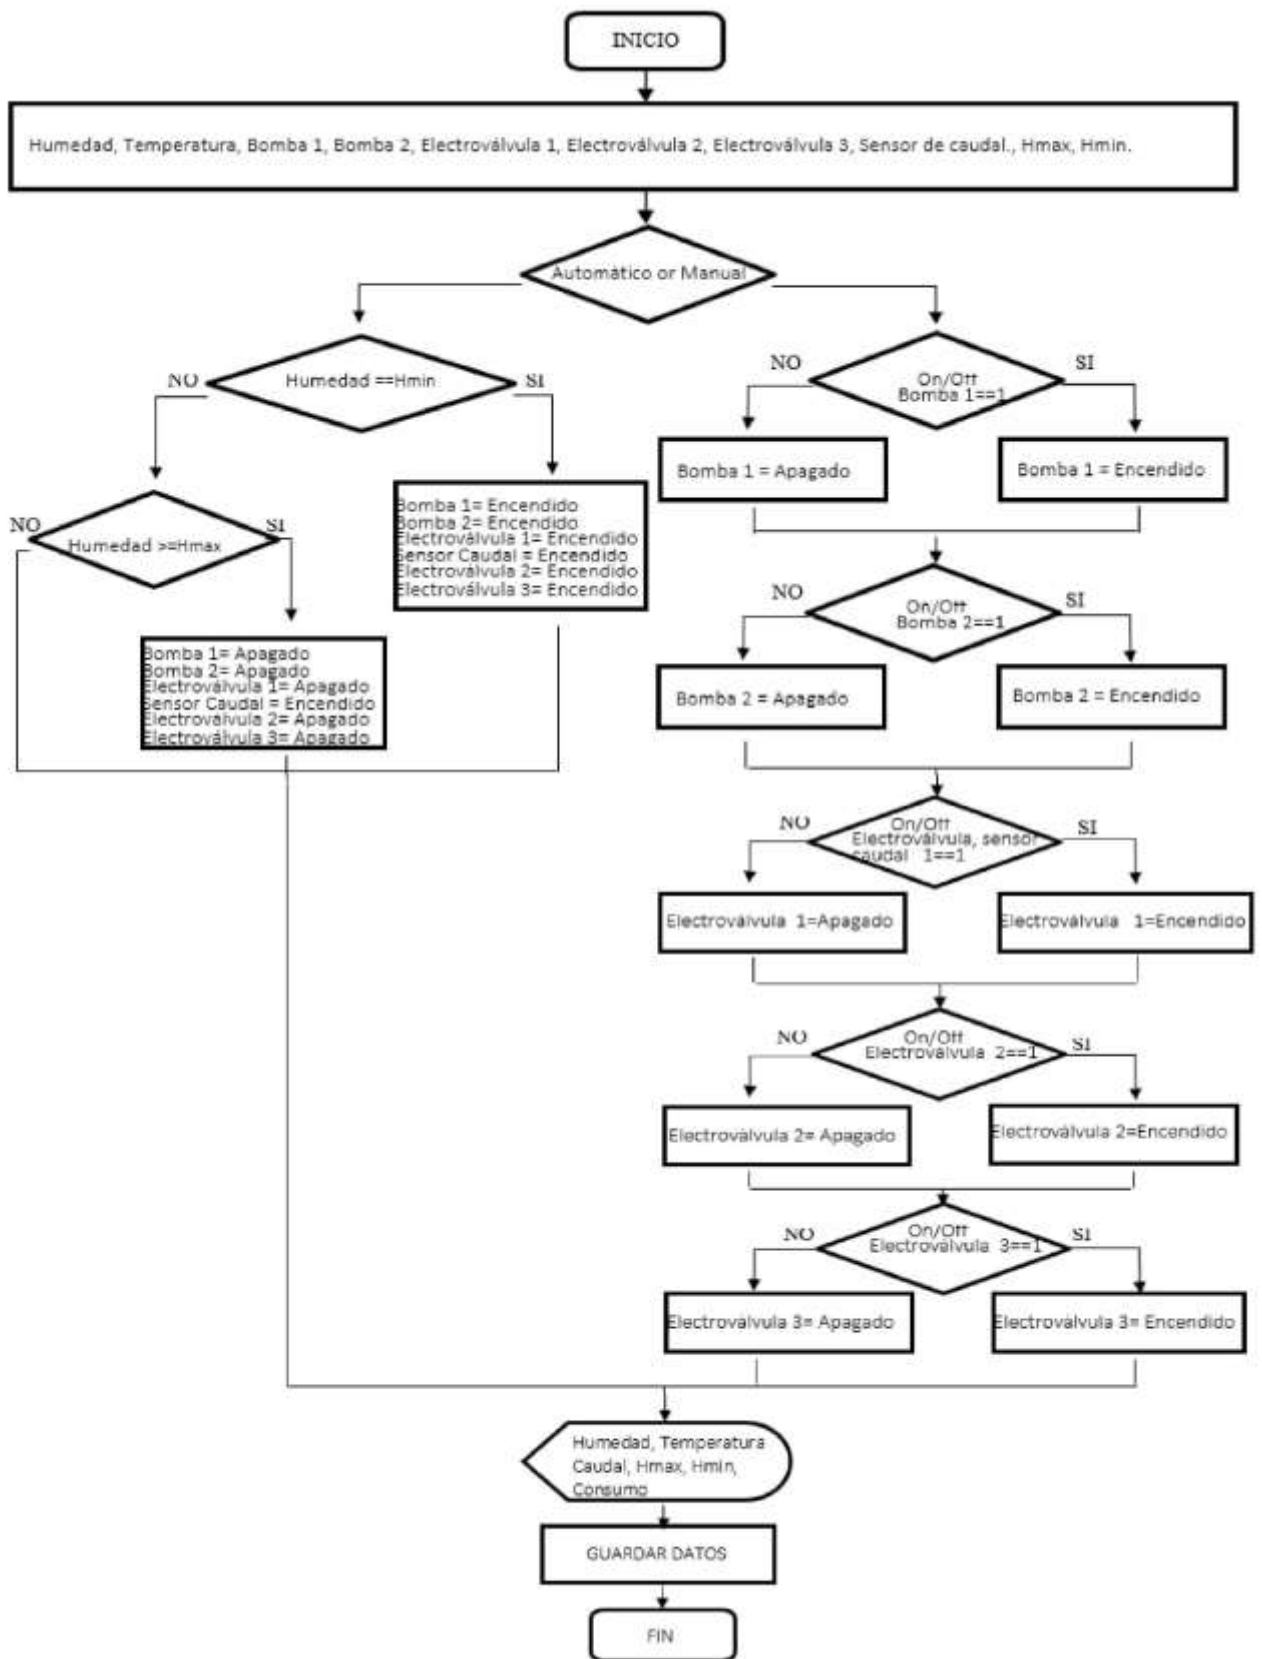 INICIO
Humedad, Temperatura, Bomba 1, Bomba 2, Electroválvula 1, Electroválvula 2, Electroválvula 3, Sensor de caudal., Hmax, Hmin.
Automático or Manual
NO
Humedad ==Hmin
SI
NO
Humedad >=Hmax
SI
Bomba 1= Encendido
Bomba 2= Encendido
Electroválvula 1= Encendido
Sensor Caudal = Encendido
Electroválvula 2= Encendido
Electroválvula 3= Encendido
Bomba 1= Apagado
Bomba 2= Apagado
Electroválvula 1= Apagado
Sensor Caudal = Encendido
Electroválvula 2= Apagado
Electroválvula 3= Apagado
NO
On/Off
Bomba 1==1
SI
Bomba 1 = Apagado
Bomba 1 = Encendido
NO
On/Off
Bomba 2==1
SI
Bomba 2 = Apagado
Bomba 2 = Encendido
NO
On/Off
Electroválvula, sensor
caudal 1==1
SI
Electroválvula 1=Apagado
Electroválvula 1=Encendido
NO
On/Off
Electroválvula 2==1
SI
Electroválvula 2= Apagado
Electroválvula 2=Encendido
NO
On/Off
Electroválvula 3==1
SI
Electroválvula 3= Apagado
Electroválvula 3= Encendido
Humedad, Temperatura
Caudal, Hmax, Hmin,
Consumo
GUARDAR DATOS
FIN